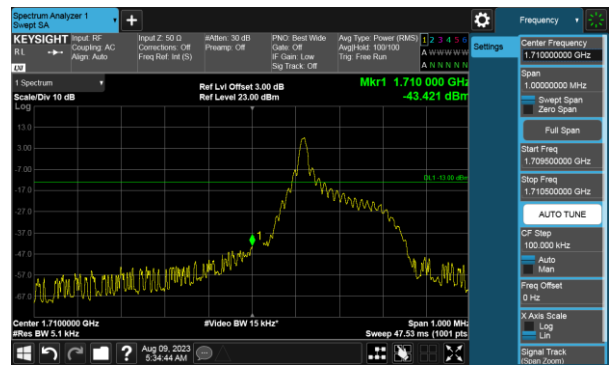 Spectrum Analyzer 1
Swept SA
+
Frequency
KEYSIGHT
Input: RF
Coupling: AC
Align: Auto
Input Z: 50 Ω
Corrections: Off
Freq Ref: Int (S)
#Atten: 30 dB
Preamp: Off
PNO: Best Wide
Gate: Off
IF Gain: Low
Sig Track: Off
Avg Type: Power (RMS)
Avg|Hold: 100/100
Trig: Free Run
1 2 3 4 5 6
A W W W W W
A N N N N N
R L
LXI
1 Spectrum
Scale/Div 10 dB
Log
Ref Lvl Offset 3.00 dB
Ref Level 23.00 dBm
Mkr1 1.710 000 GHz
-43.421 dBm
13.0
3.00
-7.00
-17.0
-27.0
-37.0
-47.0
-57.0
-67.0
DL1 -13.00 dBm
1
Center 1.7100000 GHz
#Res BW 5.1 kHz
#Video BW 15 kHz*
Span 1.000 MHz
Sweep 47.53 ms (1001 pts)
?
Aug 09, 2023
5:34:44 AM
Settings
Center Frequency
1.710000000 GHz
Span
1.00000000 MHz
Swept Span
Zero Span
Full Span
Start Freq
1.709500000 GHz
Stop Freq
1.710500000 GHz
AUTO TUNE
CF Step
100.000 kHz
Auto
Man
Freq Offset
0 Hz
X Axis Scale
Log
Lin
Signal Track
(Span Zoom)